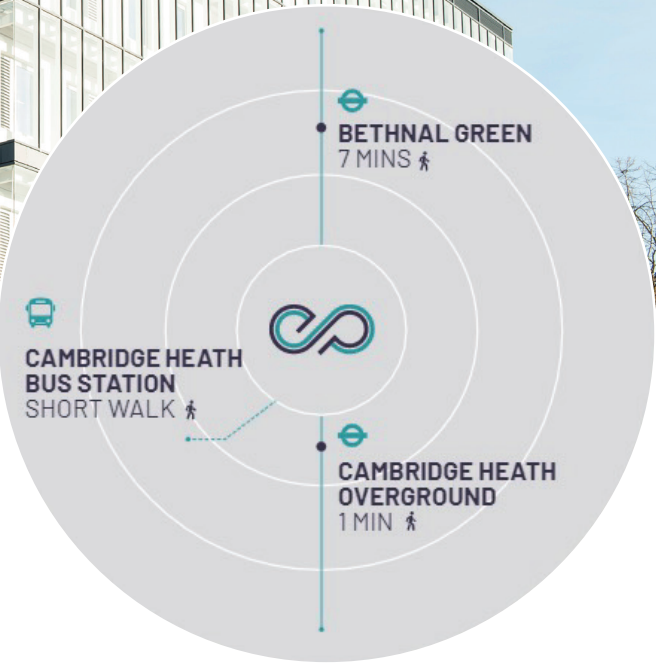 BETHNAL GREEN
7 MINS
CAMBRIDGE HEATH
BUS STATION
SHORT WALK
CAMBRIDGE HEATH
OVERGROUND
1 MIN